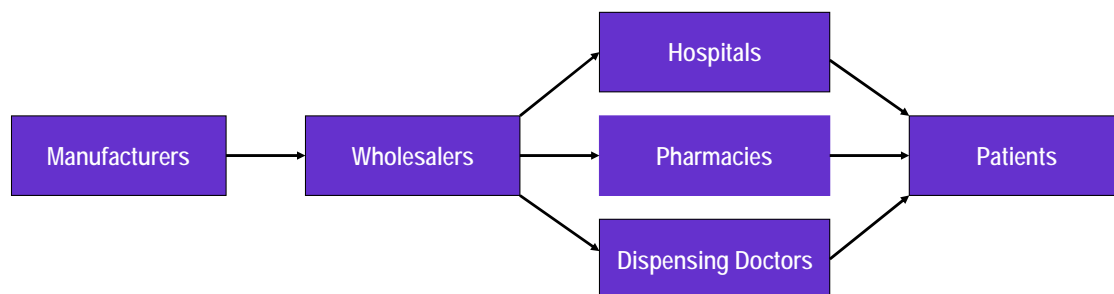 Hospitals
Manufacturers
Wholesalers
Pharmacies
Patients
Dispensing Doctors